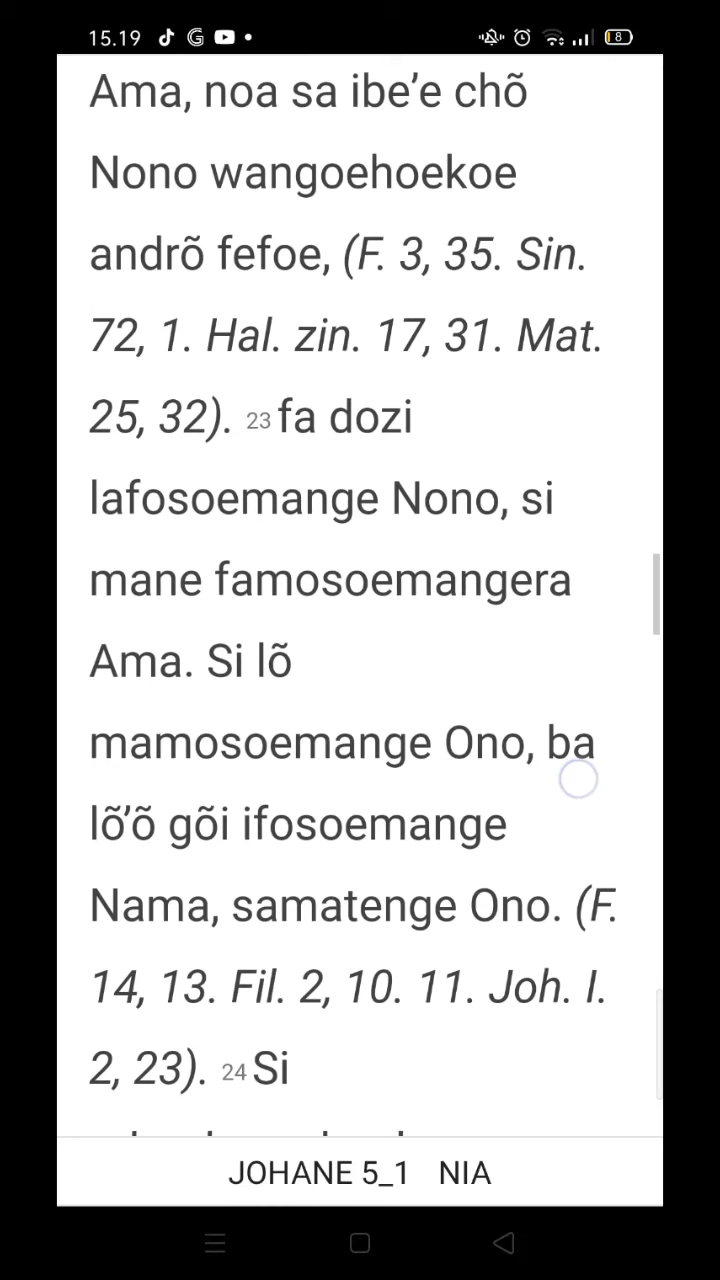 15.19
8
Ama, noa sa ibe’e chõ
Nono wangoehoekoe
andrõ fefoe, (F. 3, 35. Sin.
72, 1. Hal. zin. 17, 31. Mat.
25, 32). 23 fa dozi
lafosoemange Nono, si
mane famosoemangera
Ama. Si lõ
mamosoemange Ono, ba
lõ’õ gõi ifosoemange
Nama, samatenge Ono. (F.
14, 13. Fil. 2, 10. 11. Joh. I.
2, 23). 24 Si
JOHANE 5_1 NIA